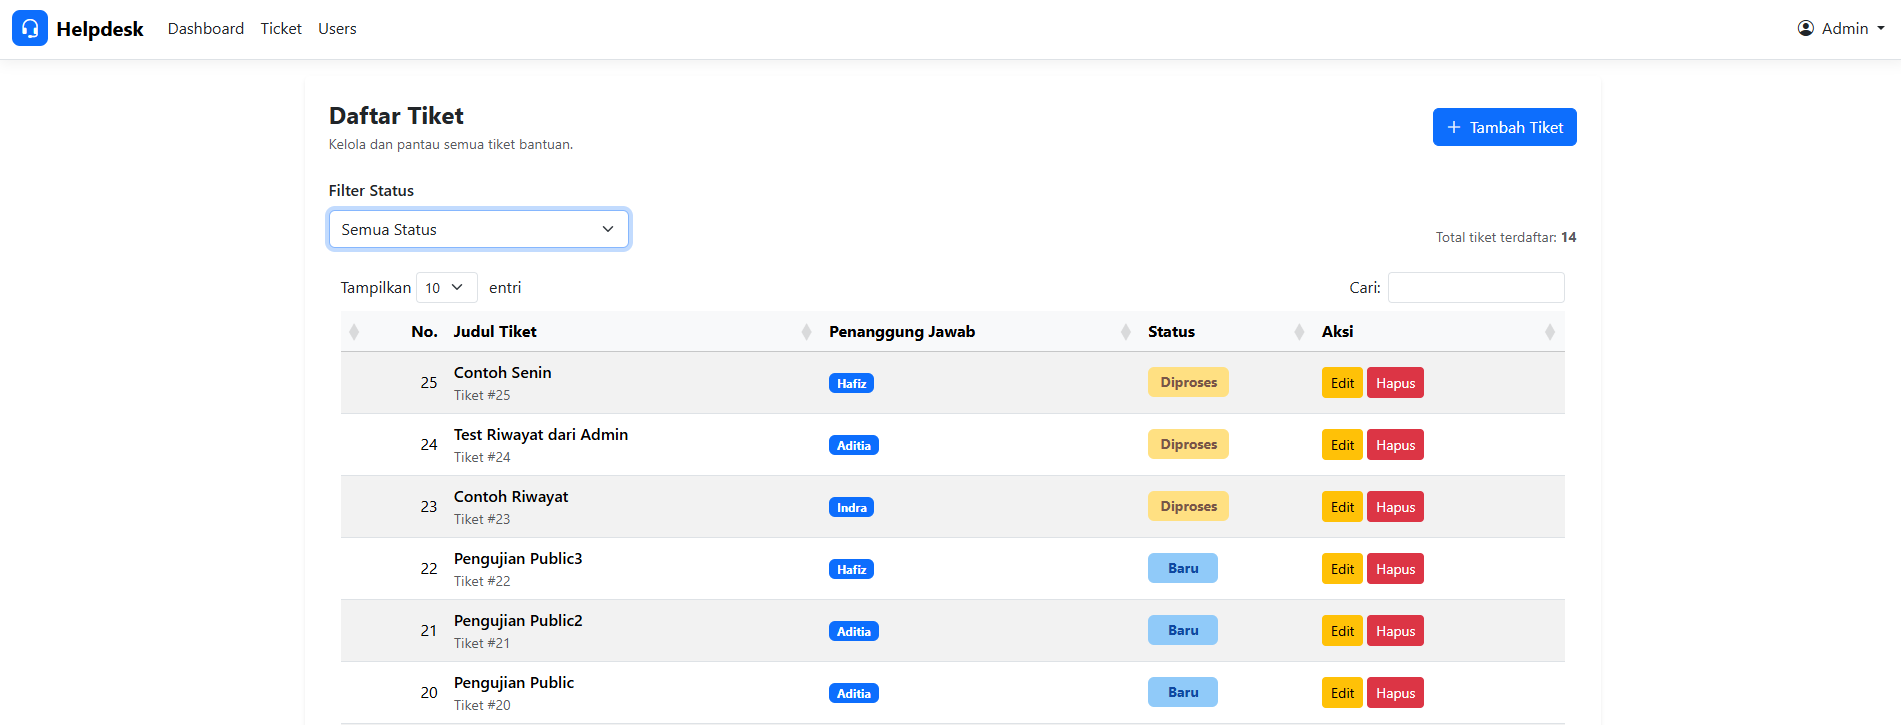 Helpdesk Dashboard Ticket Users Admin
Daftar Tiket
Kelola dan pantau semua tiket bantuan.
Tambah Tiket
Filter Status
Semua Status
Total tiket terdaftar: 14
Tampilkan 10 entri
Cari:
No. Judul Tiket Penanggung Jawab Status Aksi
25 Contoh Senin Hafiz Diproses Edit Hapus
Tiket #25
24 Test Riwayat dari Admin Aditia Diproses Edit Hapus
Tiket #24
23 Contoh Riwayat Indra Diproses Edit Hapus
Tiket #23
22 Pengujian Public3 Hafiz Baru Edit Hapus
Tiket #22
21 Pengujian Public2 Aditia Baru Edit Hapus
Tiket #21
20 Pengujian Public Aditia Baru Edit Hapus
Tiket #20